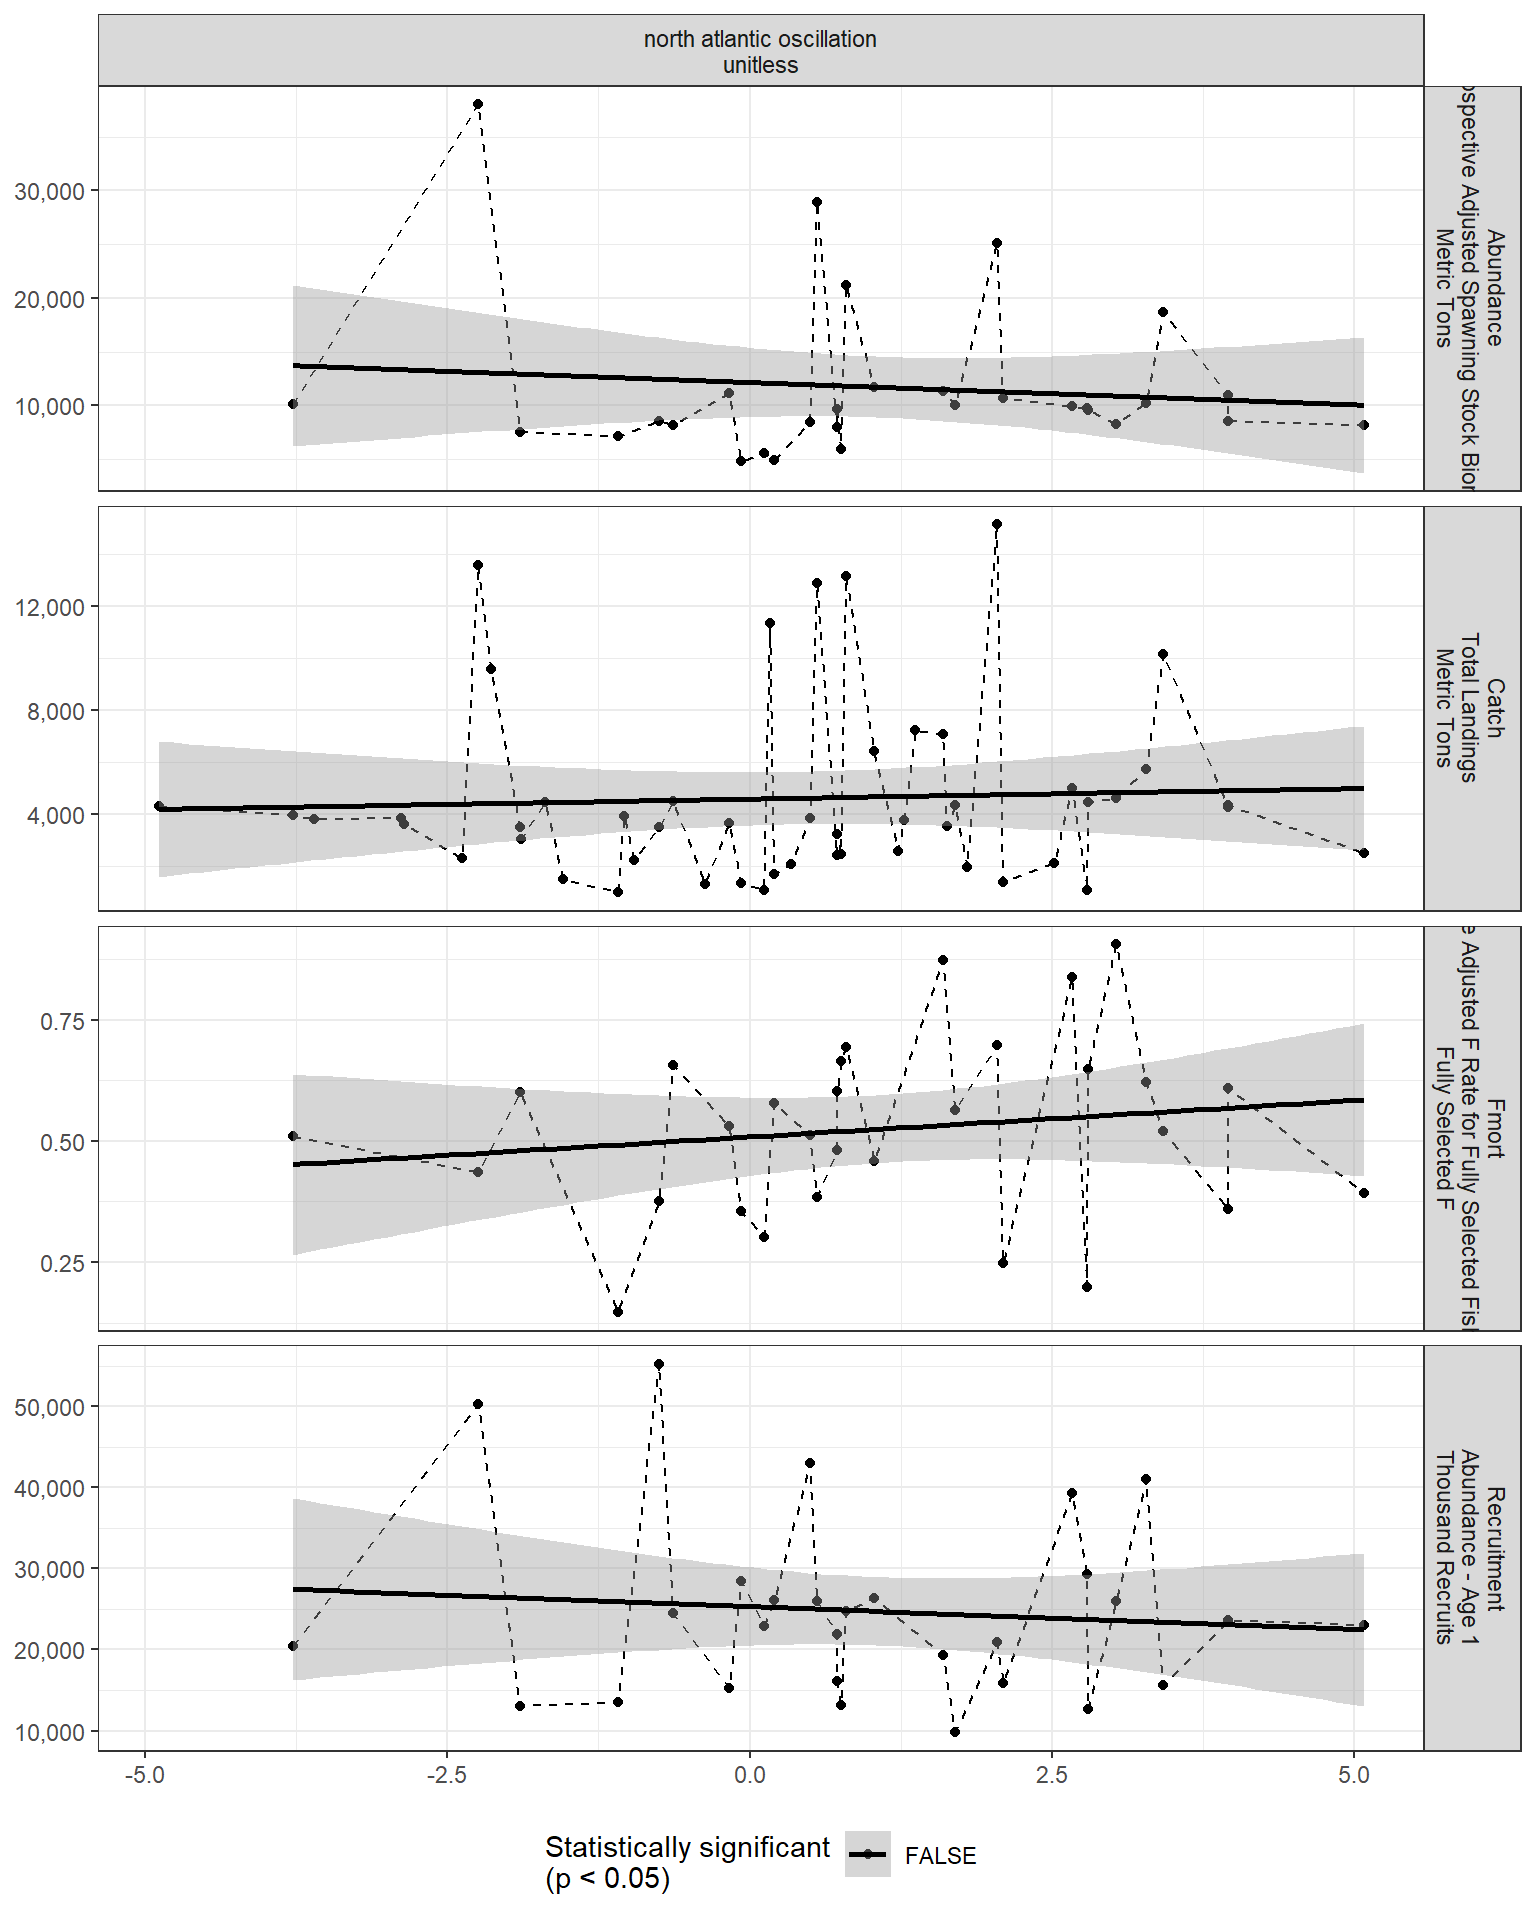 north atlantic oscillation
unitless
30,000
20,000
10,000
Abundance
Adjusted Spawning Stock
Metric Tons
12,000
8,000
4,000
Catch
Total Landings
Metric Tons
0.75
0.50
0.25
Fmort
Adjusted F Rate for Fully Selected
Fully Selected F
50,000
40,000
30,000
20,000
10,000
Recruitment
Abundance - Age 1
Thousand Recruits
-5.0
-2.5
0.0
2.5
5.0
Statistically significant
(p < 0.05)
FALSE